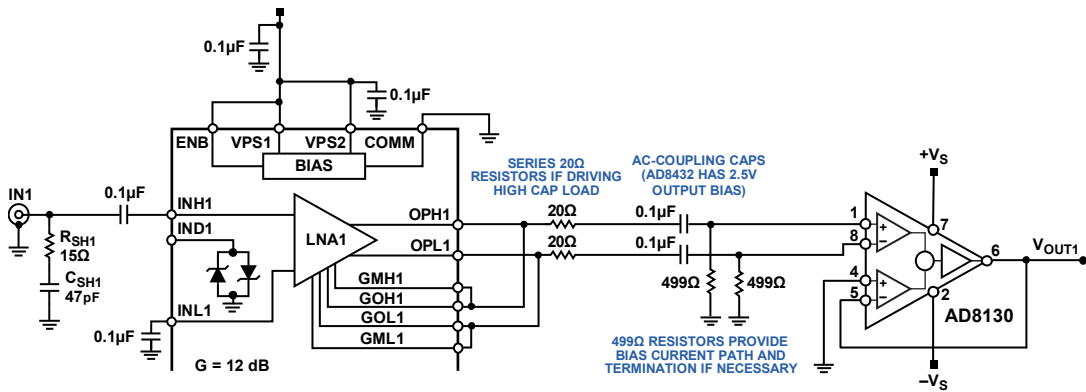 0.1µF
0.1µF
ENB
VPS1
VPS2
COMM
BIAS
SERIES 20Ω
RESISTORS IF DRIVING
HIGH CAP LOAD
AC-COUPLING CAPS
(AD8432 HAS 2.5V
OUTPUT BIAS)
+VS
IN1
0.1µF
INH1
IND1
RSH1
15Ω
CSH1
47pF
INL1
0.1µF
LNA1
OPH1
OPL1
GMH1
GOH1
GOL1
GML1
G = 12 dB
20Ω
20Ω
0.1µF
0.1µF
499Ω
499Ω
499Ω RESISTORS PROVIDE
BIAS CURRENT PATH AND
TERMINATION IF NECESSARY
1
8
4
5
+
–
+
–
7
6
2
VOUT1
AD8130
–VS